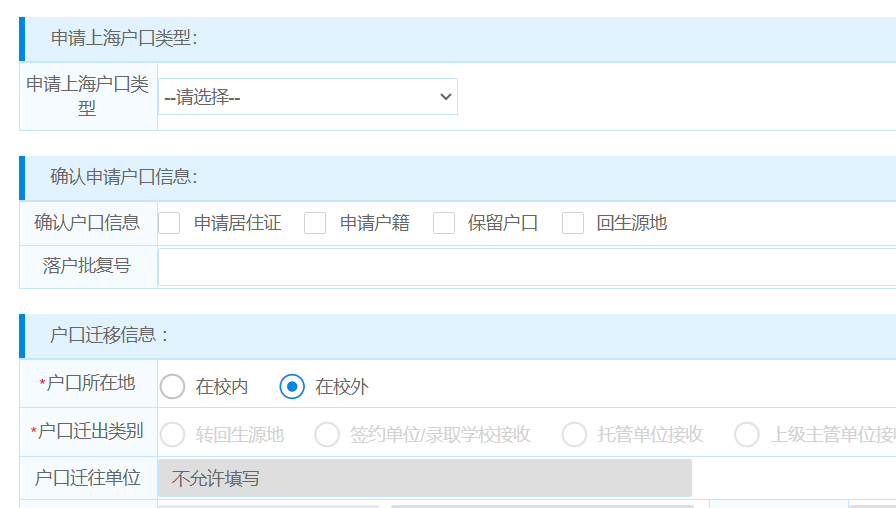 申请上海户口类型：
申请上海户口类
型
--请选择--
确认申请户口信息：
确认户口信息 申请居住证 申请户籍 保留户口 回生源地
落户批复号
户口迁移信息：
*户口所在地 在校内 在校外
*户口迁出类别 转回生源地 签约单位/录取学校接收 托管单位接收 上级主管单位接
户口迁往单位 不允许填写